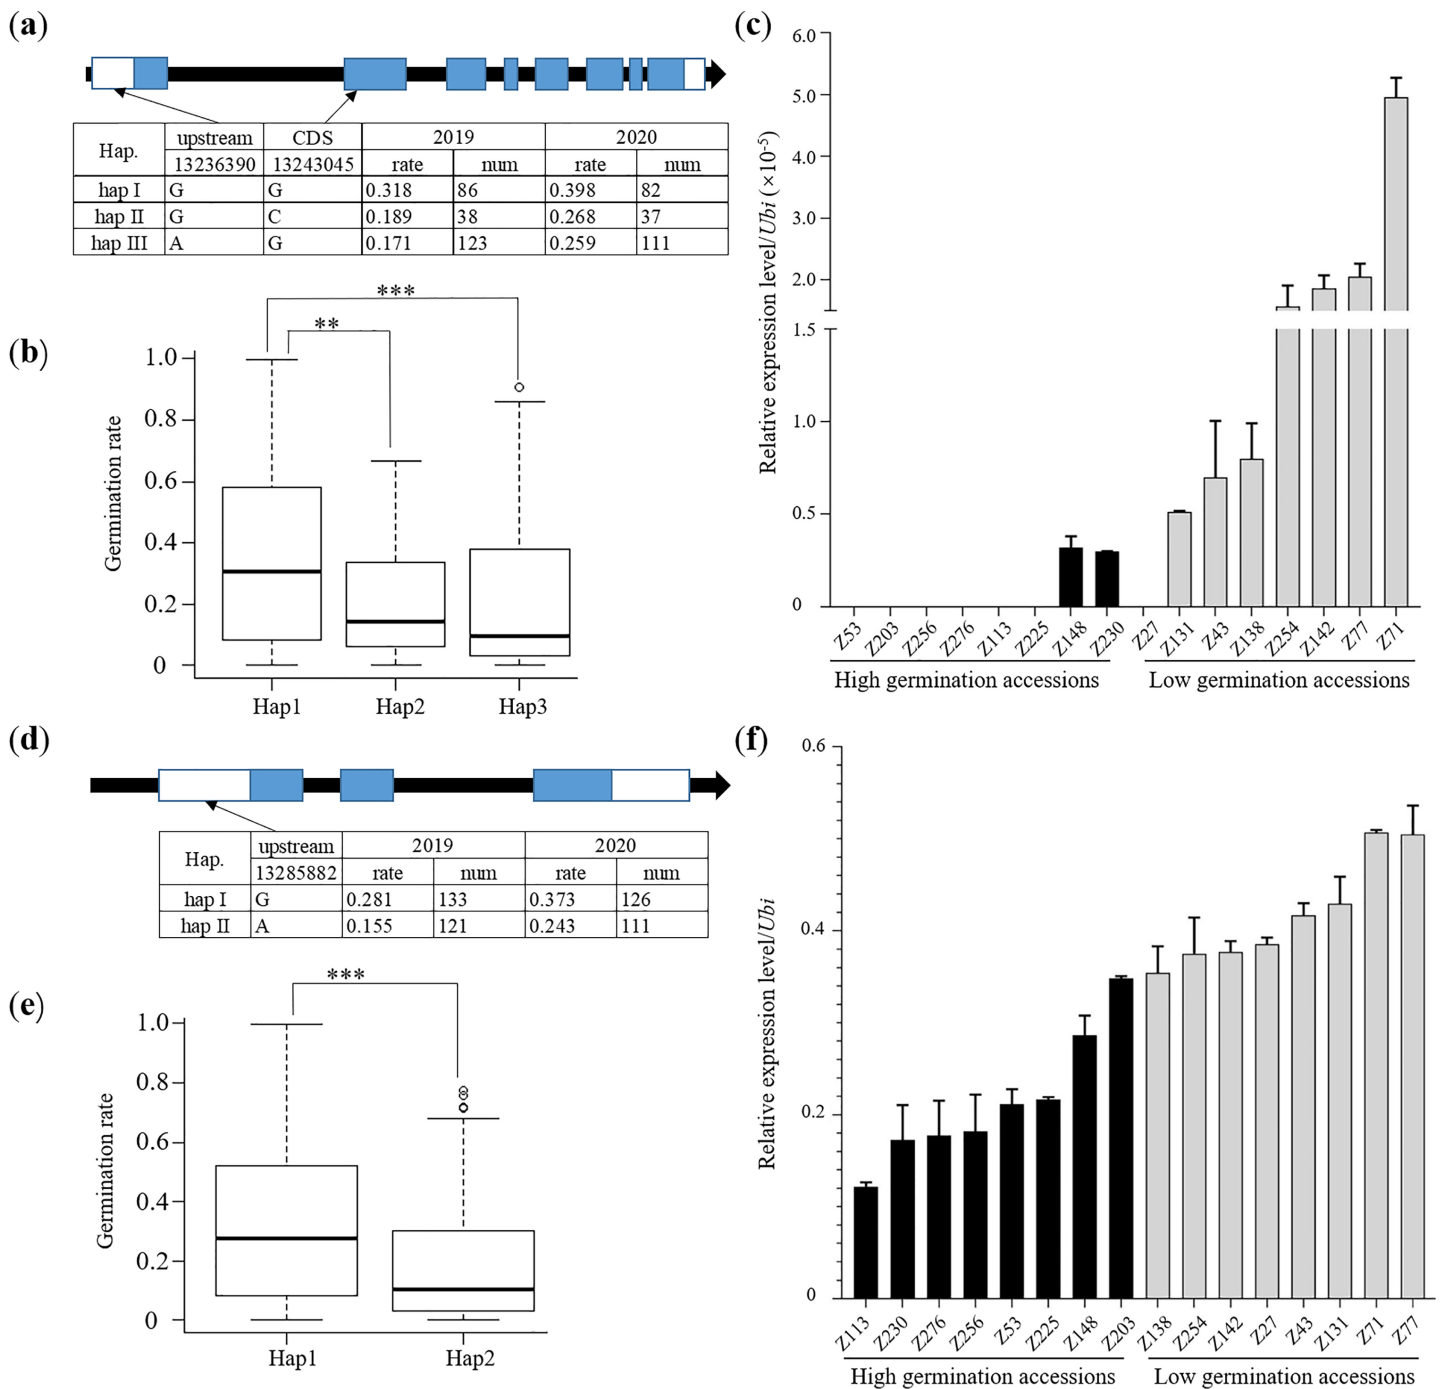 (a)
Hap. upstream CDS 2019 2020
13236390 13243045 rate num rate num
hap I G G 0.318 86 0.398 82
hap II G C 0.189 38 0.268 37
hap III A G 0.171 123 0.259 111
(b)
***
**
Germination rate
1.0
0.8
0.6
0.4
0.2
0
Hap1 Hap2 Hap3
(c)
Relative expression level/Ubi (×10-5)
6.0
5.0
4.0
3.0
2.0
1.5
1.0
0.5
0
Z53 Z203 Z256 Z276 Z113 Z225 Z148 Z230 Z27 Z131 Z43 Z138 Z254 Z142 Z77 Z71
High germination accessions Low germination accessions
(d)
Hap. upstream 2019 2020
13285882 rate num rate num
hap I G 0.281 133 0.373 126
hap II A 0.155 121 0.243 111
(e)
***
Germination rate
1.0
0.8
0.6
0.4
0.2
0
Hap1 Hap2
(f)
Relative expression level/Ubi
0.6
0.4
0.2
0
Z113 Z230 Z276 Z256 Z53 Z225 Z148 Z203 Z138 Z254 Z142 Z27 Z43 Z131 Z71 Z77
High germination accessions Low germination accessions